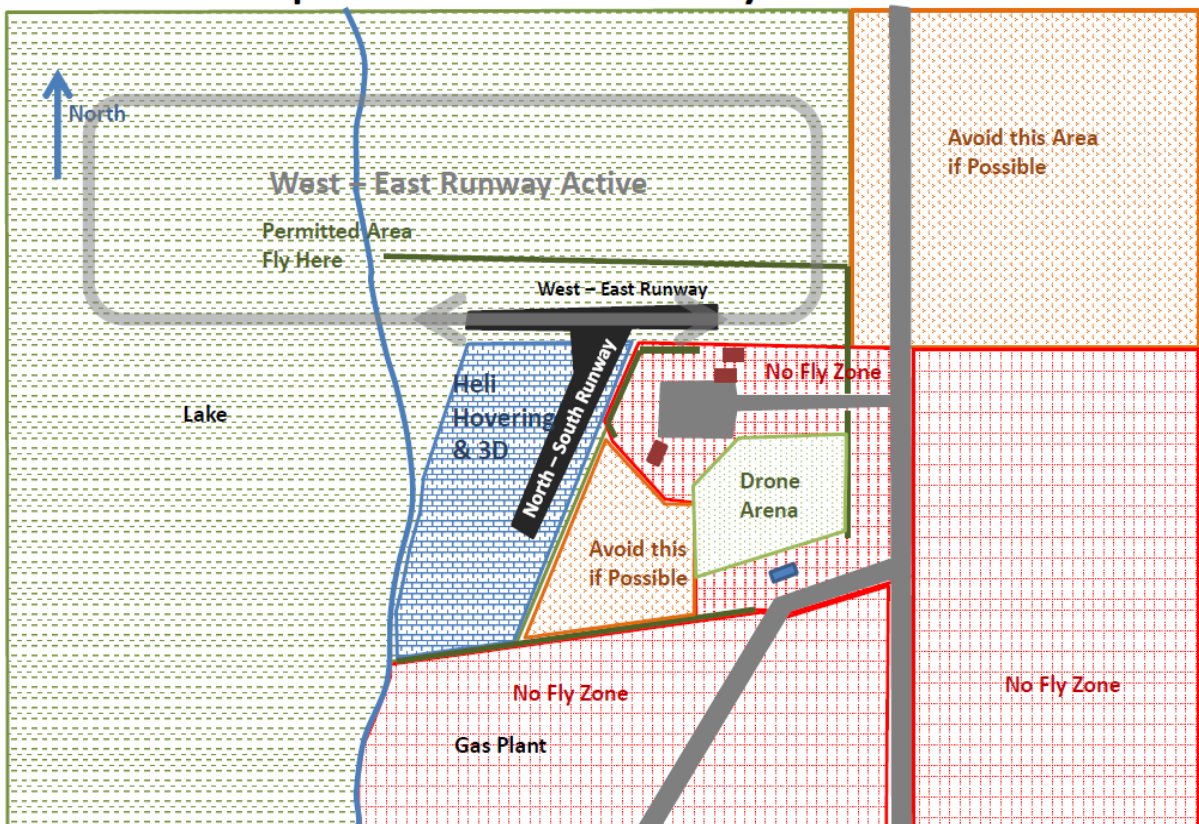 North
Avoid this Area
if Possible
West – East Runway Active
Permitted Area
Fly Here
West – East Runway
No Fly Zone
Heli
Hovering
& 3D
North – South Runway
Lake
Drone
Arena
Avoid this
if Possible
No Fly Zone
No Fly Zone
Gas Plant